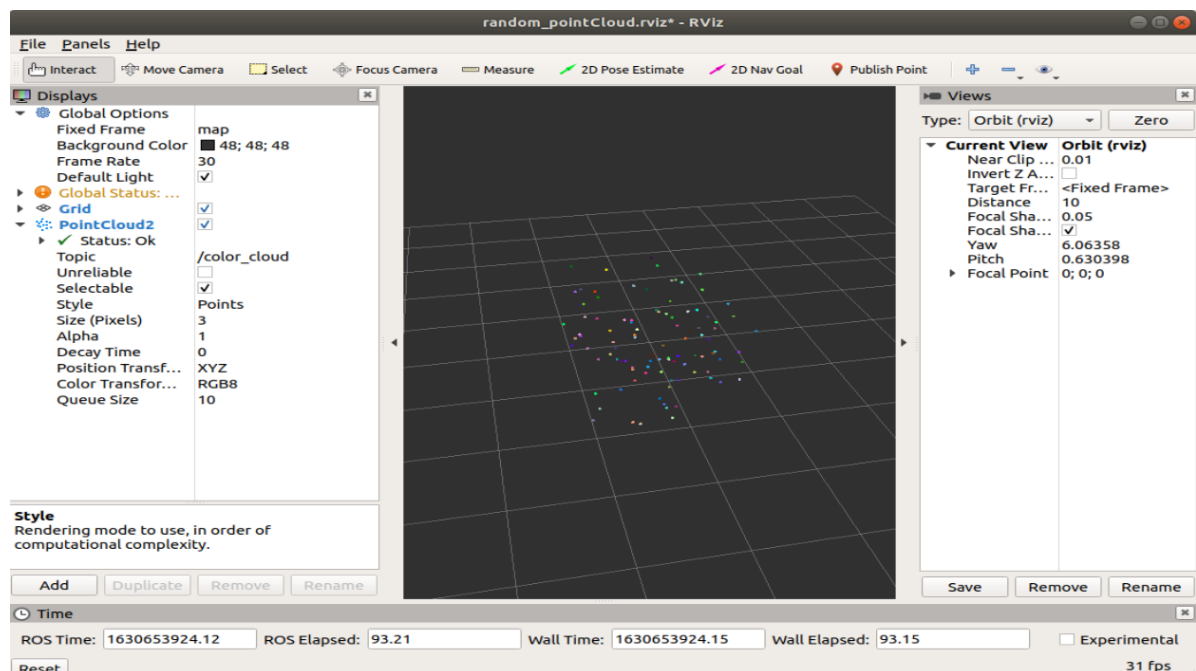 random_pointCloud.rviz* - RViz
File Panels Help
Interact Move Camera Select Focus Camera Measure 2D Pose Estimate 2D Nav Goal Publish Point
Displays
Global Options
Fixed Frame map
Background Color 48; 48; 48
Frame Rate 30
Default Light
Global Status: ...
Grid
PointCloud2
Status: Ok
Topic /color_cloud
Unreliable
Selectable
Style Points
Size (Pixels) 3
Alpha 1
Decay Time 0
Position Transf... XYZ
Color Transfor... RGB8
Queue Size 10
Style
Rendering mode to use, in order of
computational complexity.
Add Duplicate Remove Rename
Views
Type: Orbit (rviz) Zero
Current View Orbit (rviz)
Near Clip ... 0.01
Invert Z A...
Target Fr... <Fixed Frame>
Distance 10
Focal Sha... 0.05
Focal Sha...
Yaw 6.06358
Pitch 0.630398
Focal Point 0; 0; 0
Save Remove Rename
Time
ROS Time: 1630653924.12 ROS Elapsed: 93.21 Wall Time: 1630653924.15 Wall Elapsed: 93.15 Experimental
Reset 31 fps